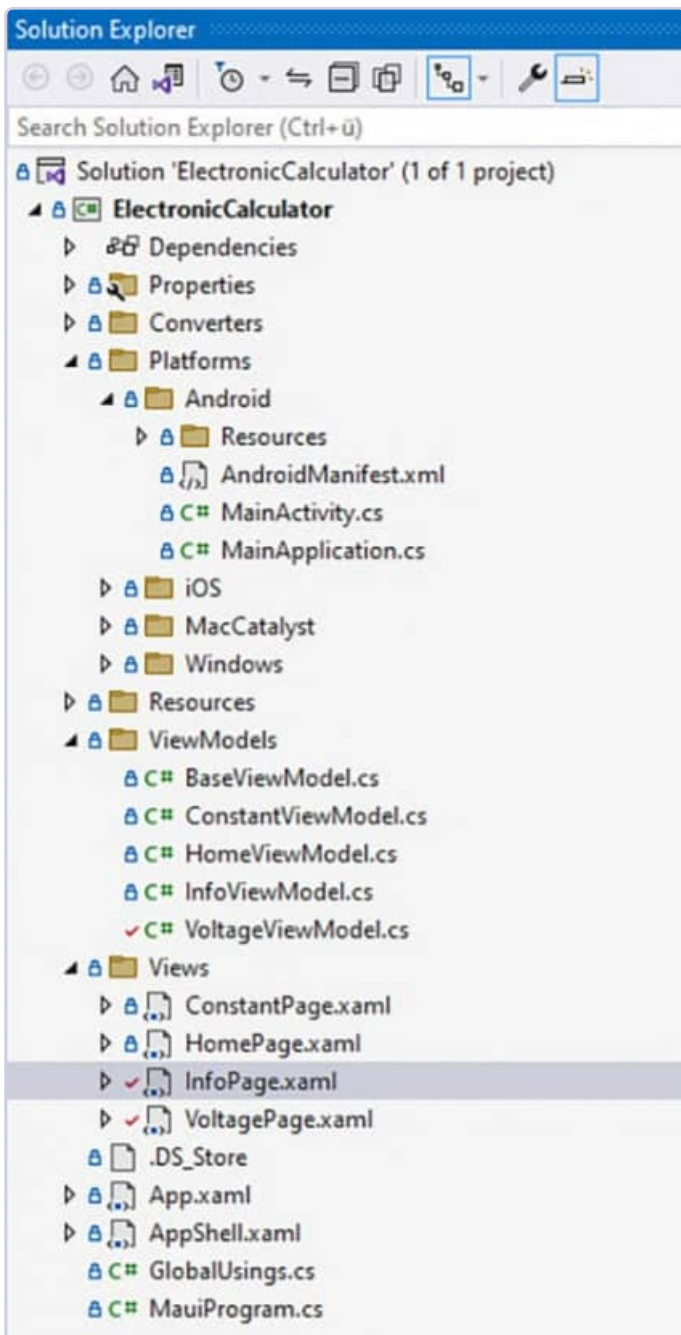 Solution Explorer
Search Solution Explorer (Ctrl+ü)
Solution 'ElectronicCalculator' (1 of 1 project)
C# ElectronicCalculator
Dependencies
Properties
Converters
Platforms
Android
Resources
AndroidManifest.xml
C# MainActivity.cs
C# MainApplication.cs
iOS
MacCatalyst
Windows
Resources
ViewModels
C# BaseViewModel.cs
C# ConstantViewModel.cs
C# HomeViewModel.cs
C# InfoViewModel.cs
C# VoltageViewModel.cs
Views
ConstantPage.xaml
HomePage.xaml
InfoPage.xaml
VoltagePage.xaml
.DS_Store
App.xaml
AppShell.xaml
C# GlobalUsings.cs
C# MauiProgram.cs